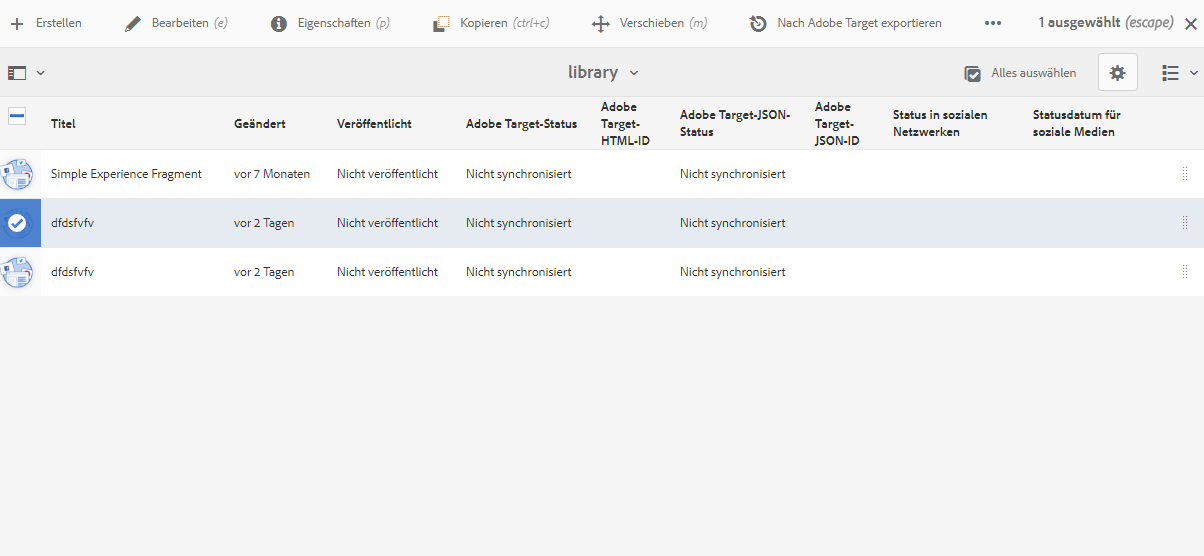 Erstellen Bearbeiten (e) Eigenschaften (p) Kopieren (ctrl+c) Verschieben (m) Nach Adobe Target exportieren 1 ausgewählt (escape)
library Alles auswählen
Titel Geändert Veröffentlicht Adobe Target-Status Adobe Target-HTML-ID Adobe Target-JSON-Status Adobe Target-JSON-ID Status in sozialen Netzwerken Statusdatum für soziale Medien
Simple Experience Fragment vor 7 Monaten Nicht veröffentlicht Nicht synchronisiert Nicht synchronisiert
dfdsfvfv vor 2 Tagen Nicht veröffentlicht Nicht synchronisiert Nicht synchronisiert
dfdsfvfv vor 2 Tagen Nicht veröffentlicht Nicht synchronisiert Nicht synchronisiert